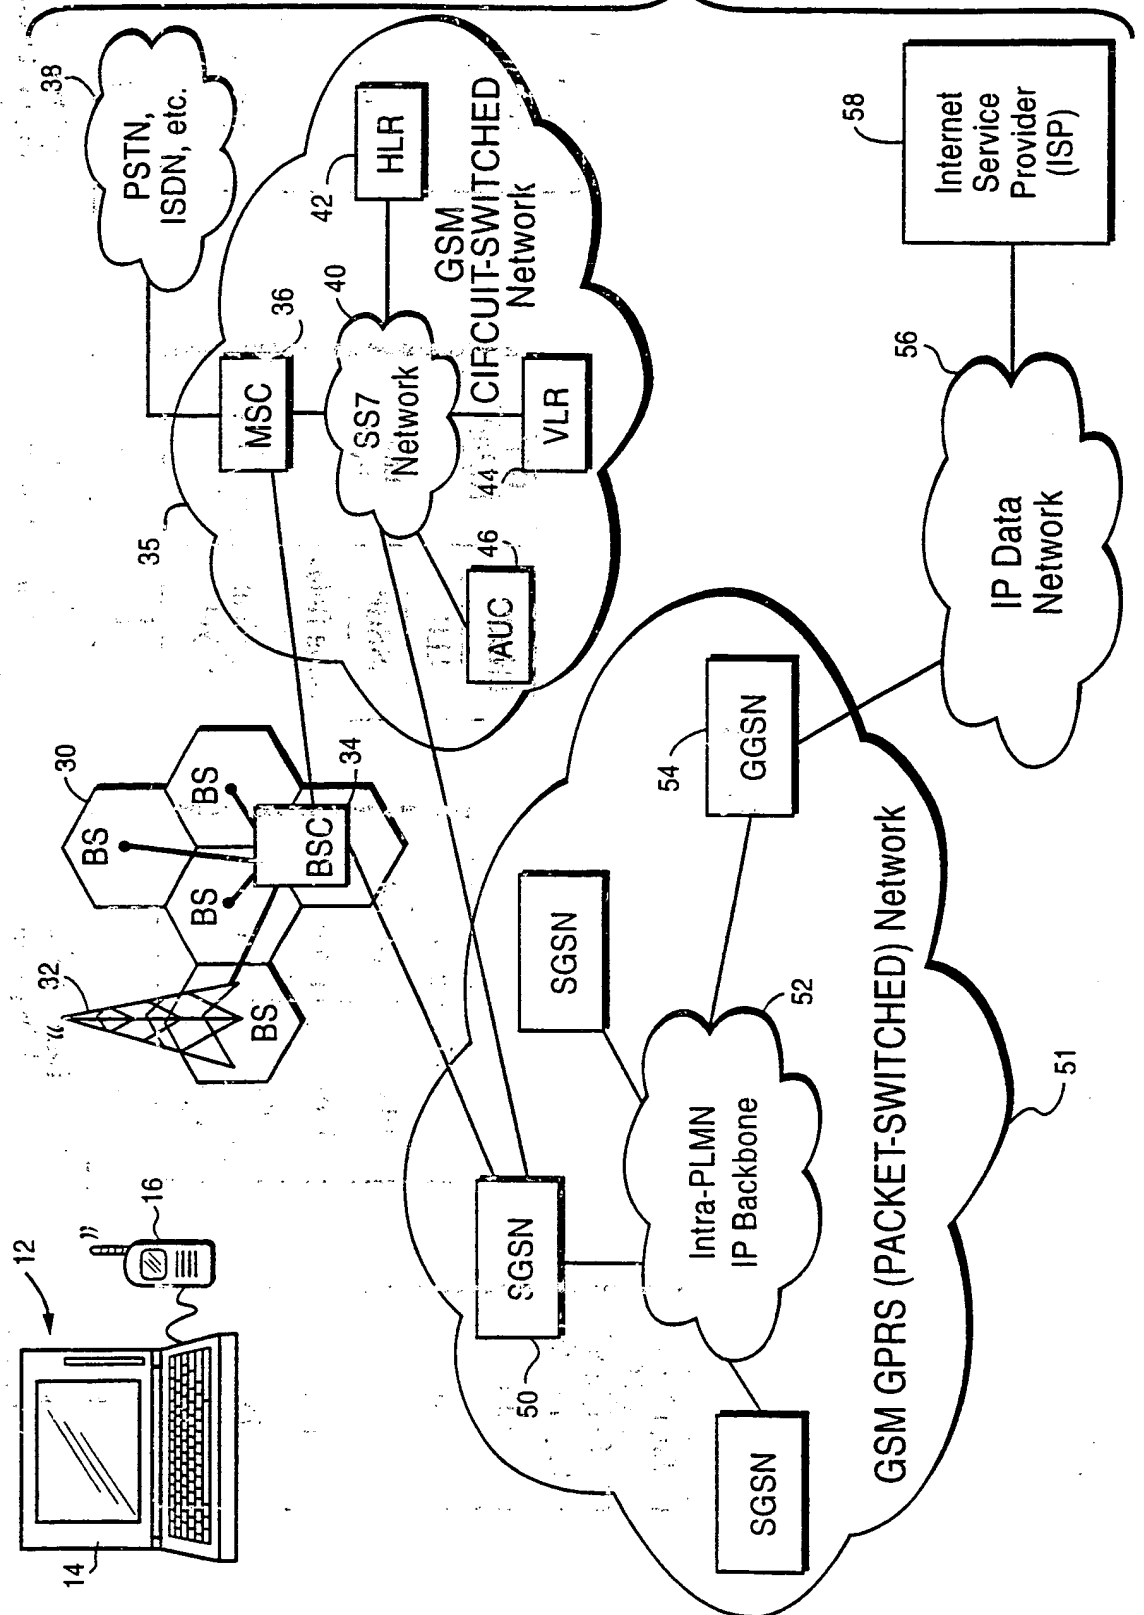 12
14
16
32
BS
BS
BS
BS
30
BSC
34
35
38
PSTN,
ISDN, etc.
MSC
36
SS7
Network
40
HLR
42
VLR
44
AUC
46
GSM
CIRCUIT-SWITCHED
Network
SGSN
50
SGSN
SGSN
Intra-PLMN
IP Backbone
52
GGSN
54
GSM GPRS (PACKET-SWITCHED) Network
51
IP Data
Network
56
Internet
Service
Provider
(ISP)
58